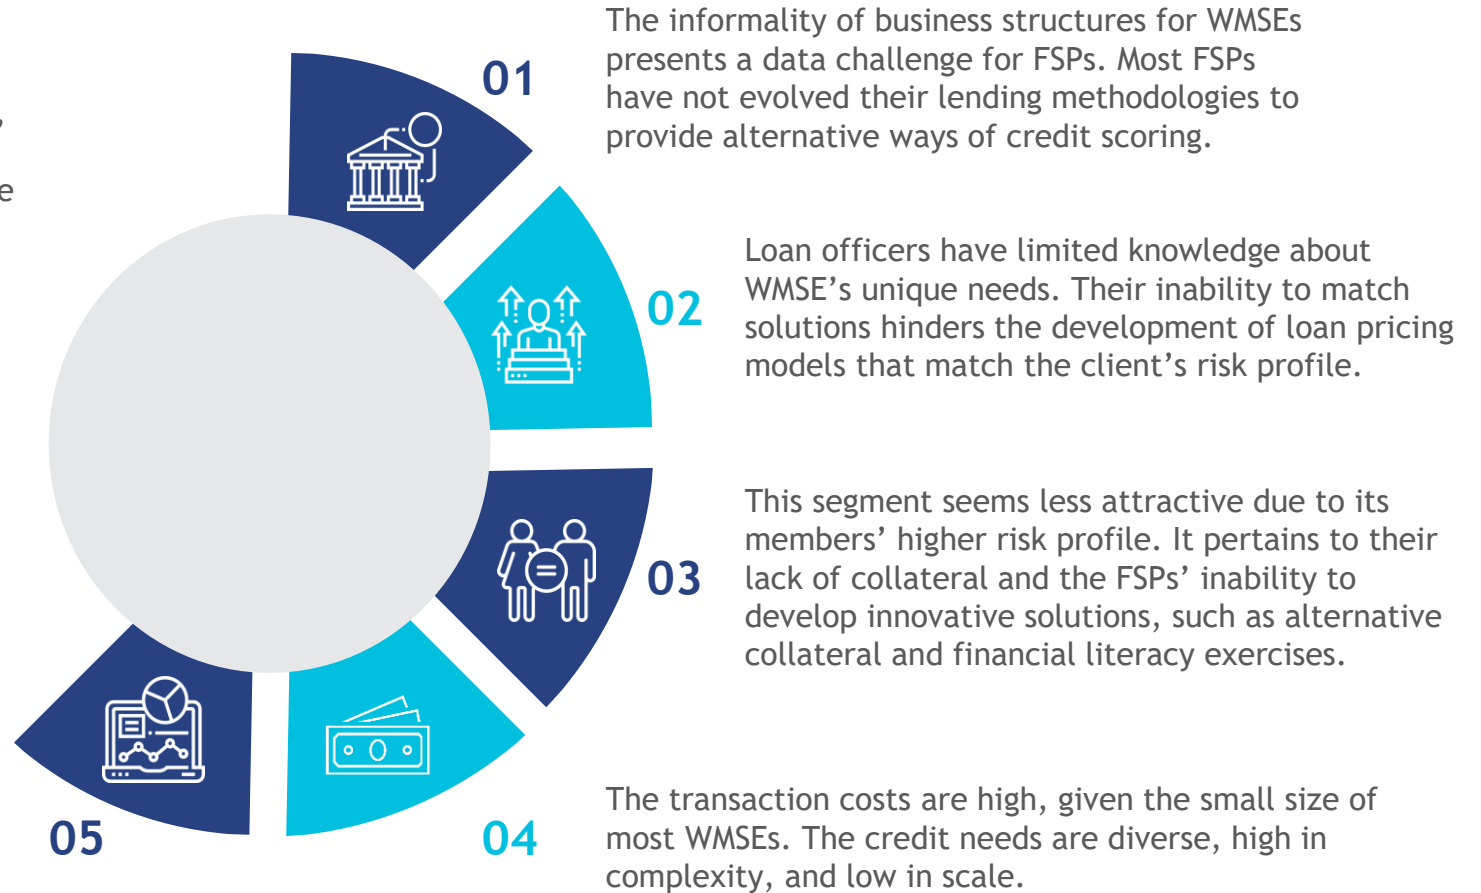 01
The informality of business structures for WMSEs
presents a data challenge for FSPs. Most FSPs
have not evolved their lending methodologies to
provide alternative ways of credit scoring.
,
e
02
Loan officers have limited knowledge about
WMSE’s unique needs. Their inability to match
solutions hinders the development of loan pricing
models that match the client’s risk profile.
03
This segment seems less attractive due to its
members’ higher risk profile. It pertains to their
lack of collateral and the FSPs’ inability to
develop innovative solutions, such as alternative
collateral and financial literacy exercises.
04
The transaction costs are high, given the small size of
most WMSEs. The credit needs are diverse, high in
complexity, and low in scale.
05